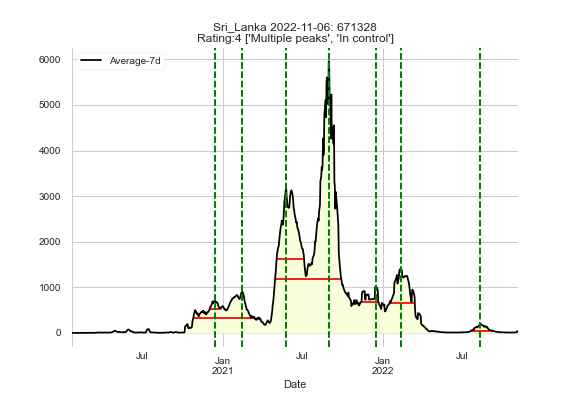 Sri_Lanka 2022-11-06: 671328
Rating:4 ['Multiple peaks', 'In control']
Average-7d
6000
5000
4000
3000
2000
1000
0
Jul
Jan
2021
Jul
Jan
2022
Jul
Date